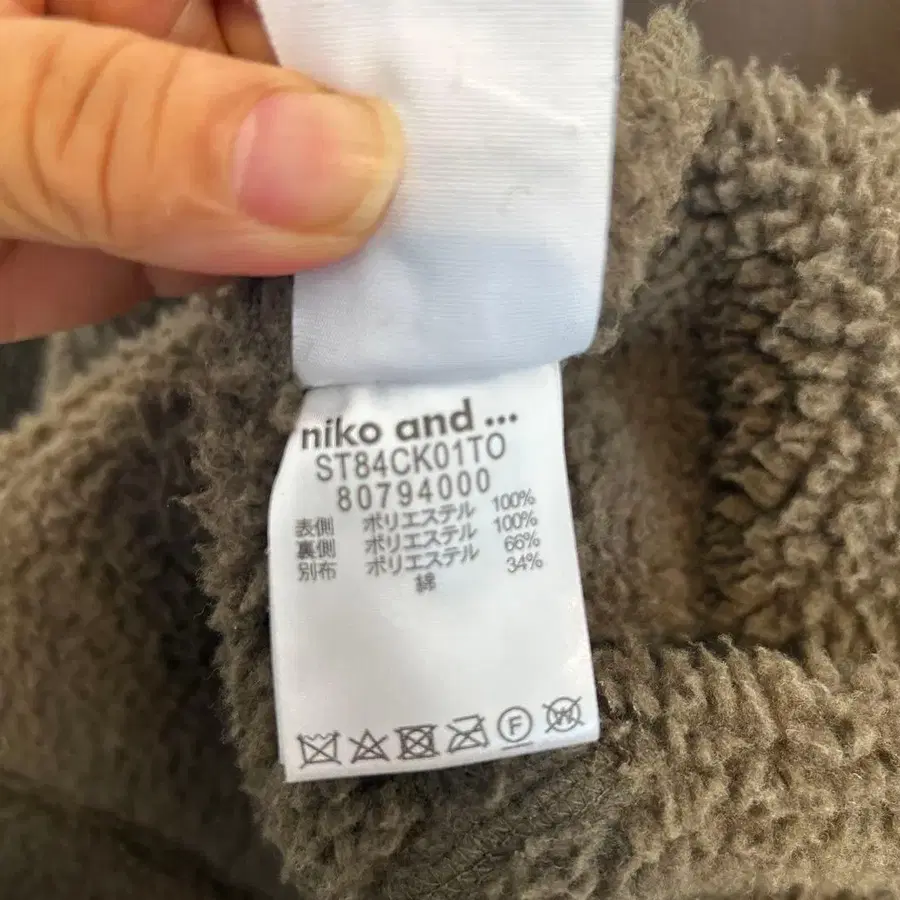 niko and ...
ST84CK01TO
80794000
表側 ポリエステル 100%
裏側 ポリエステル 100%
別布 ポリエステル 66%
綿 34%
F
W